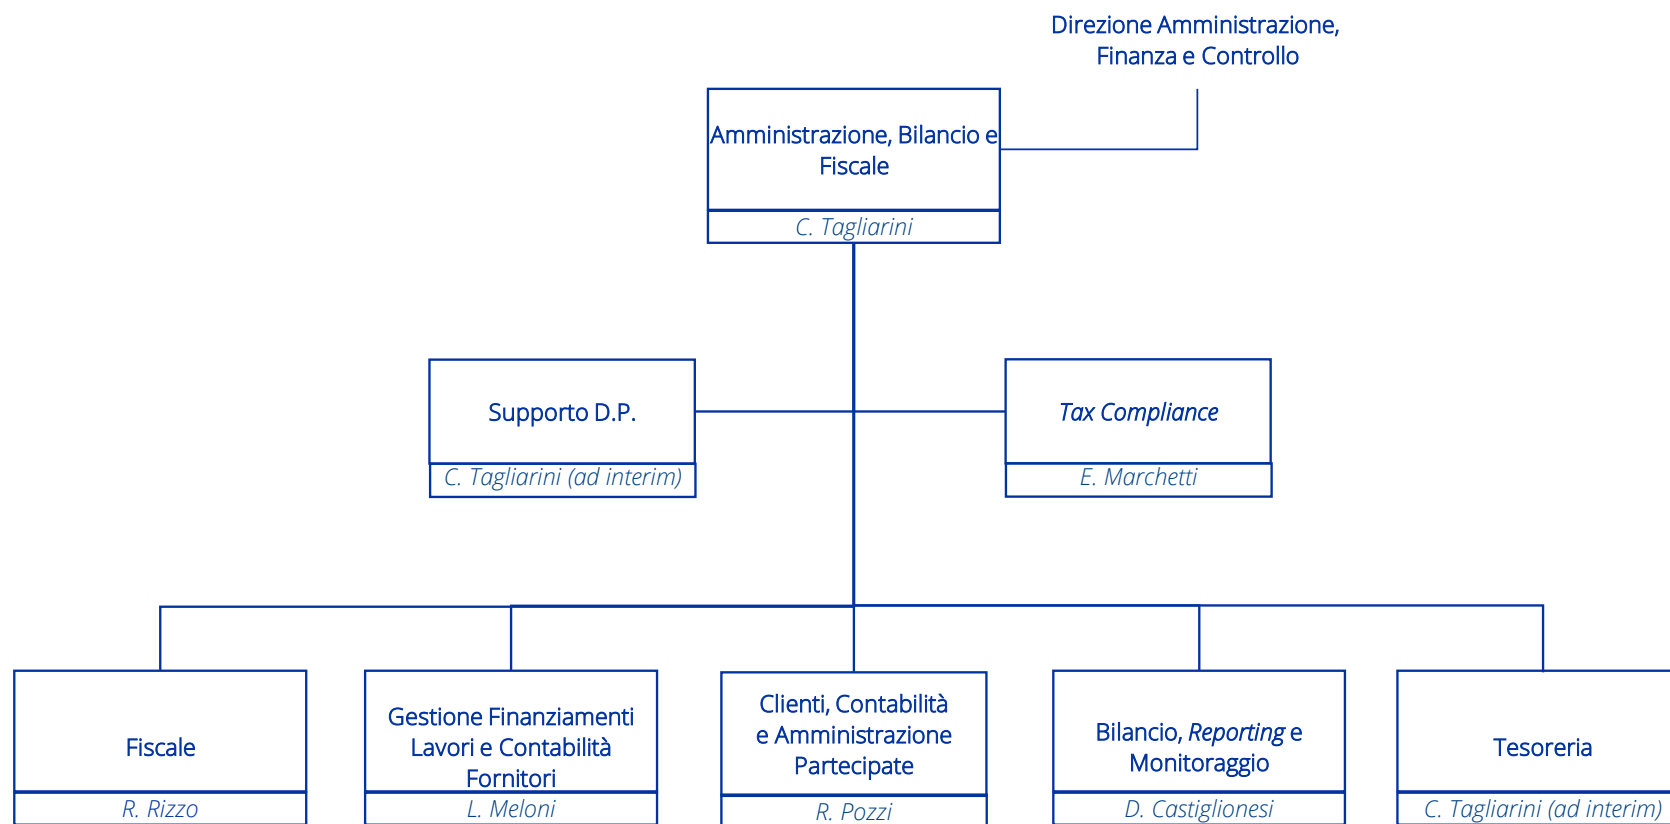 Direzione Amministrazione,
Finanza e Controllo
Amministrazione, Bilancio e
Fiscale
C. Tagliarini
Supporto D.P.
C. Tagliarini (ad interim)
Tax Compliance
E. Marchetti
Fiscale
R. Rizzo
Gestione Finanziamenti
Lavori e Contabilità
Fornitori
L. Meloni
Clienti, Contabilità
e Amministrazione
Partecipate
R. Pozzi
Bilancio, Reporting e
Monitoraggio
D. Castiglionesi
Tesoreria
C. Tagliarini (ad interim)